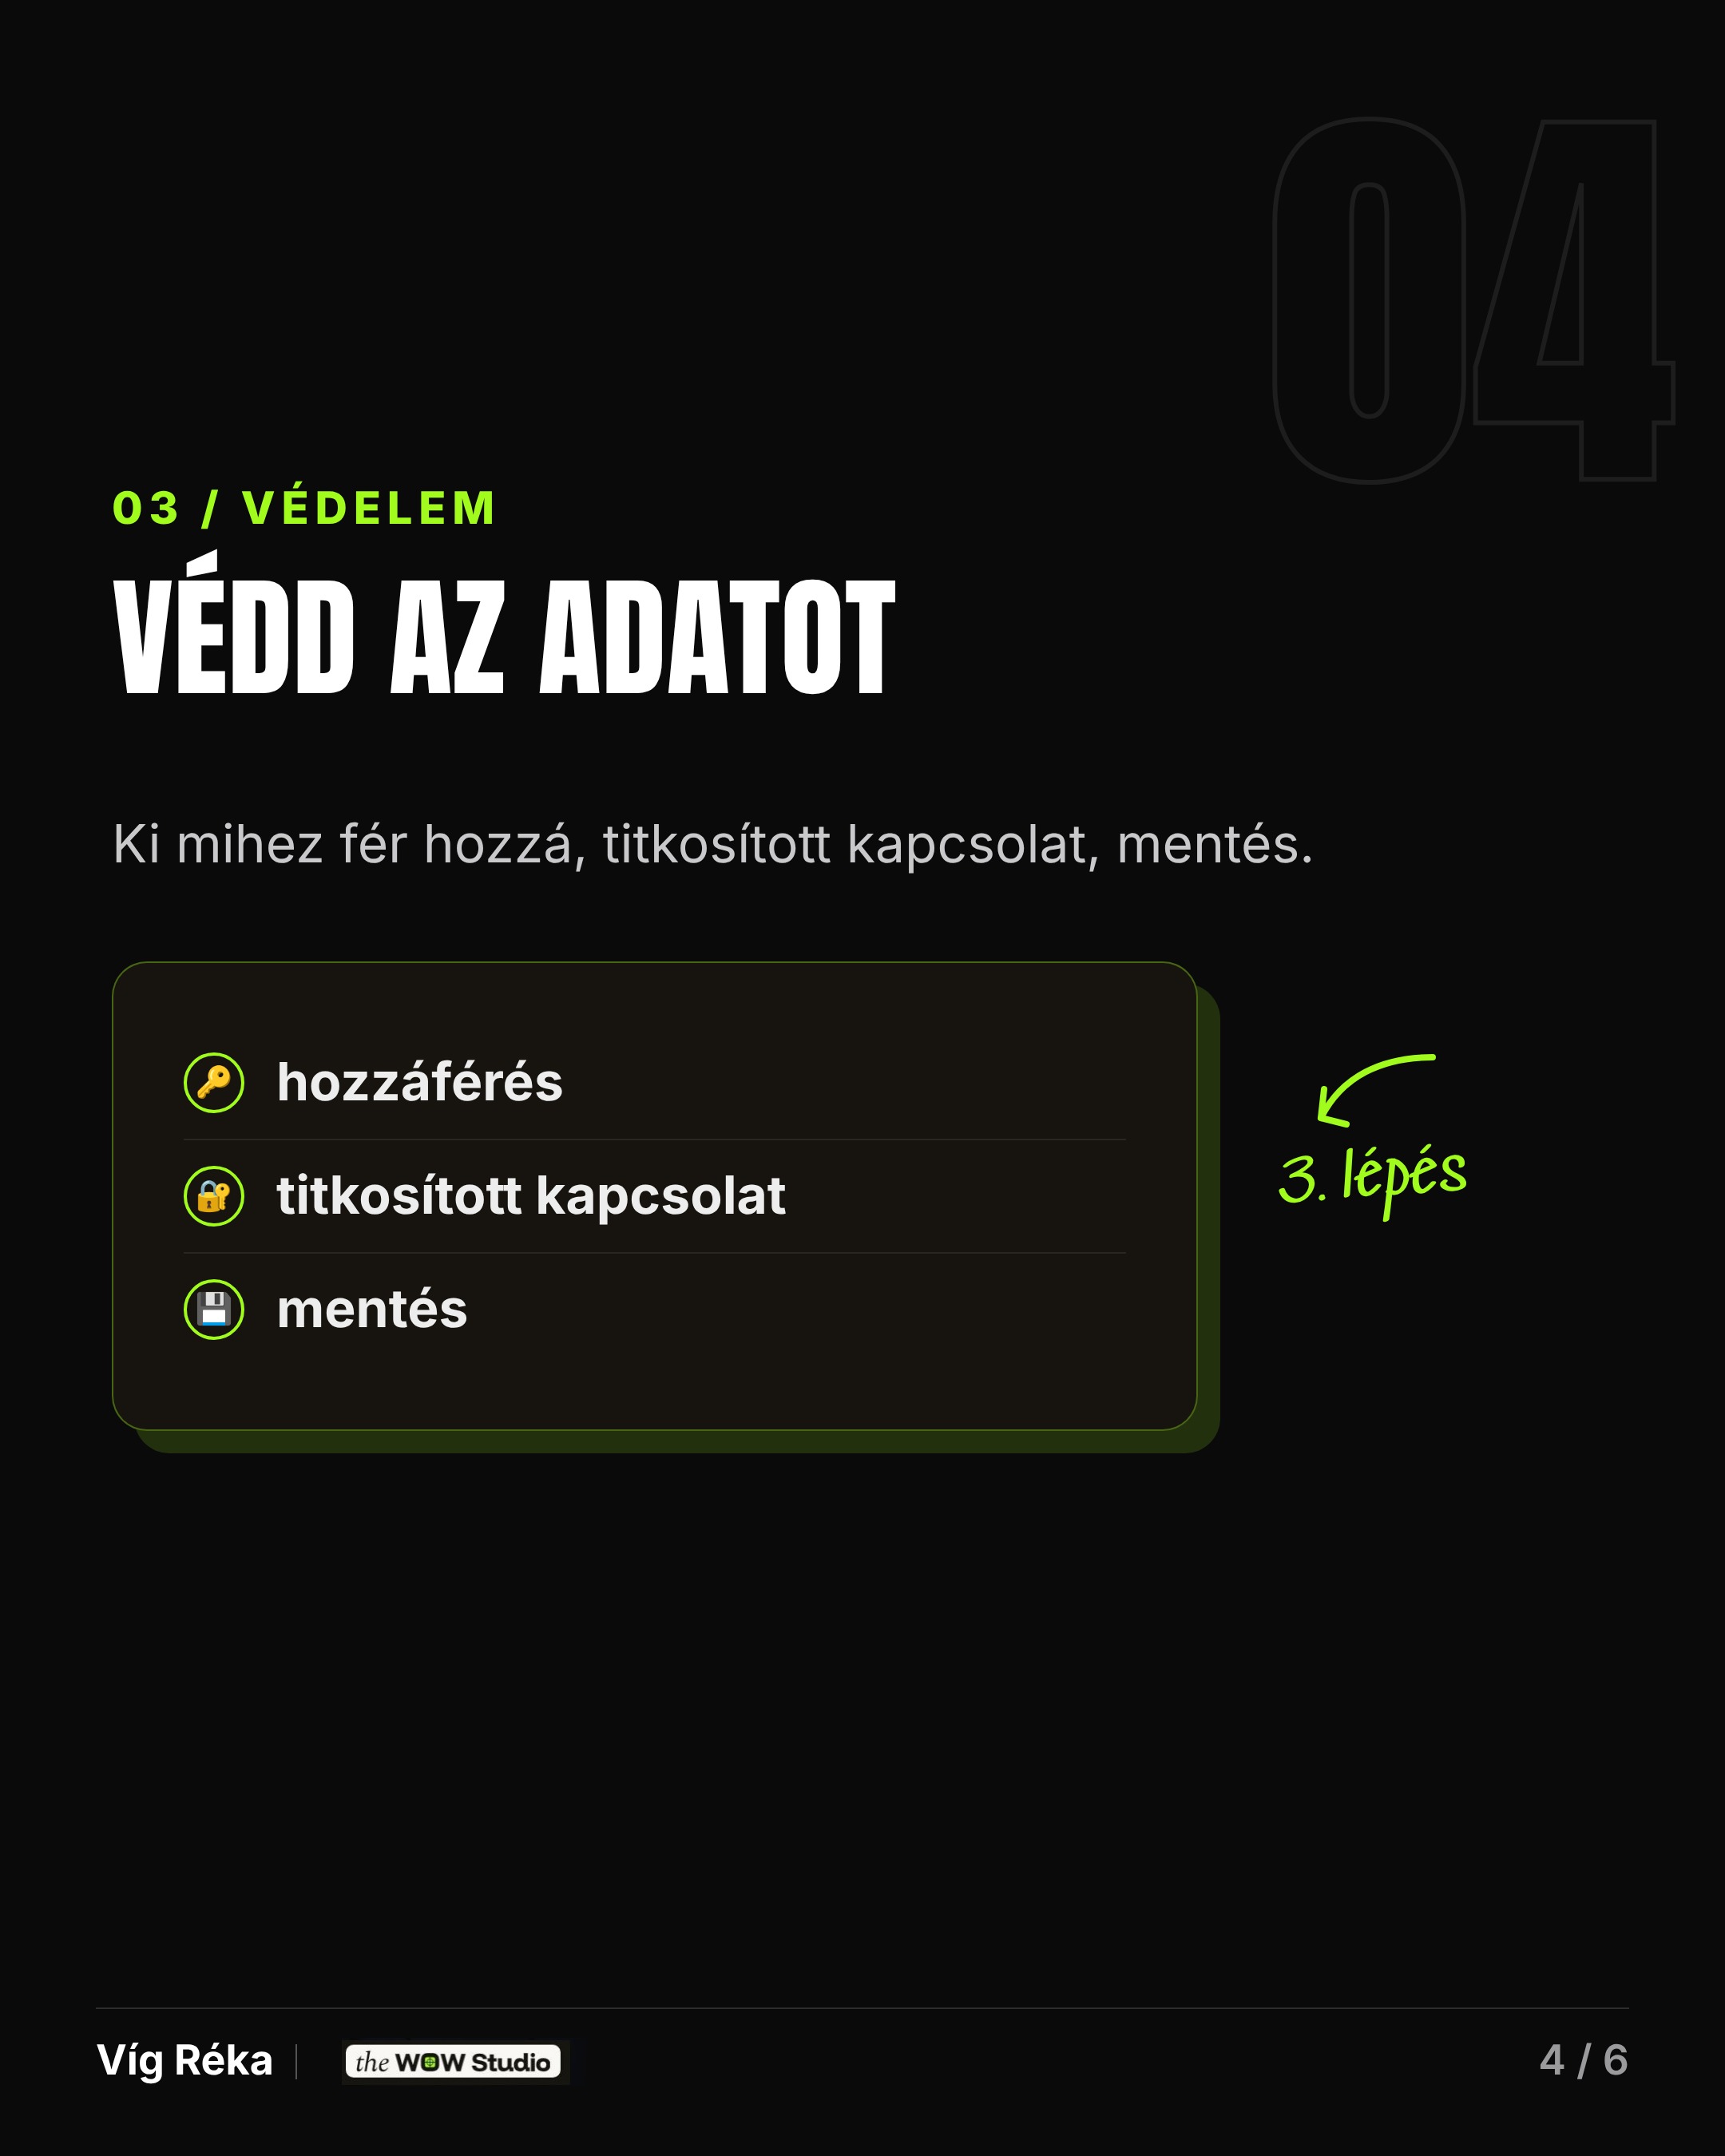 04
03 / VÉDELEM
VÉDD AZ ADATOT
Ki mihez fér hozzá, titkosított kapcsolat, mentés.
hozzáférés
titkosított kapcsolat
mentés
3. lépés
Víg Réka
the WOW Studio
4 / 6